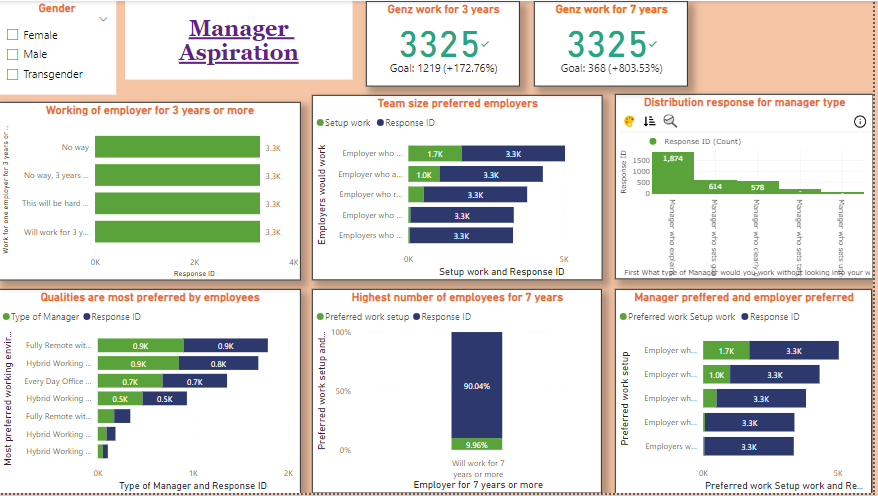 Gender
Female
Male
Transgender
Manager
Aspiration
Genz work for 3 years
3325
Goal: 1219 (+172.76%)
Genz work for 7 years
3325
Goal: 368 (+803.53%)
Working of employer for 3 years or more
Work for one employer for 3 years or ..
No way
3.3K
No way, 3 years ...
3.3K
This will be hard ...
3.3K
Will work for 3 y...
3.3K
0K
2K
4K
Response ID
Team size preferred employers
Setup work
Response ID
Employers would work
Employer who ...
1.7K
3.3K
Employer who a...
1.0K
3.3K
Employer who r...
3.3K
Employer who ...
3.3K
Employers who ...
3.3K
0K
5K
Setup work and Response ID
Distribution response for manager type
Response ID (Count)
Response ID
1500
1000
500
0
1,874
614
578
Manager who explains
Manager who sets
Manager who clearly
Manager who sets
Manager who sets
First What type of Manager would you work without looking into your w
Qualities are most preferred by employees
Type of Manager
Response ID
Most preferred working envir...
Fully Remote wit...
0.9K
0.9K
Hybrid Working ...
0.9K
0.8K
Every Day Office ...
0.7K
0.7K
Hybrid Working ...
0.5K
0.5K
Fully Remote wit...
Hybrid Working ...
Hybrid Working ...
0K
1K
2K
Type of Manager and Response ID
Highest number of employees for 7 years
Preferred work setup
Response ID
Preferred work setup and...
100%
50%
0%
90.04%
9.96%
Will work for 7
years or more
Employer for 7 years or more
Manager preffered and employer preferred
Preferred work Setup work
Response ID
Preferred work setup
Employer wh...
1.7K
3.3K
Employer wh...
1.0K
3.3K
Employer wh...
3.3K
Employer wh...
3.3K
Employers w...
3.3K
0K
5K
Preferred work Setup work and Re...